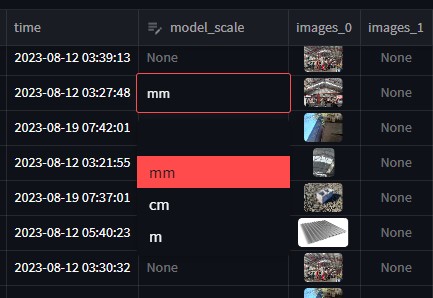 time model_scale images_0 images_1
2023-08-12 03:39:13 None None
2023-08-12 03:27:48 mm None
2023-08-19 07:42:01 None
2023-08-12 03:21:55 mm None
2023-08-19 07:37:01 cm None
2023-08-12 05:40:23 m None
2023-08-12 03:30:32 None None